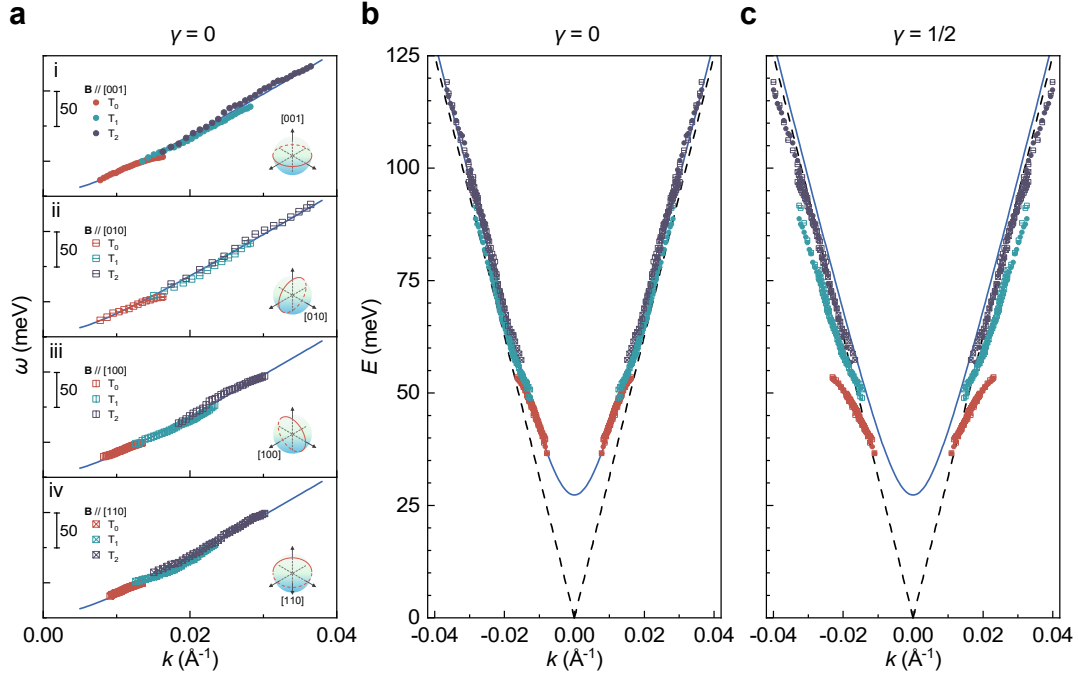 a
γ = 0
ω (meV)
i
50
B // [001]
T0
T1
T2
[001]
ii
50
B // [010]
T0
T1
T2
[010]
iii
50
B // [100]
T0
T1
T2
[100]
iv
50
B // [110]
T0
T1
T2
[110]
0.00 0.02 0.04
k (Å-1)
b
γ = 0
E (meV)
125
100
75
50
25
0
-0.04 -0.02 0.00 0.02 0.04
k (Å-1)
c
γ = 1/2
-0.04 -0.02 0.00 0.02 0.04
k (Å-1)